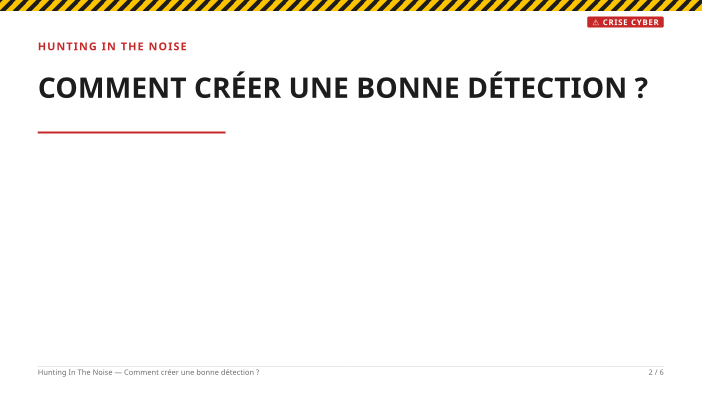 ⚠ CRISE CYBER
HUNTING IN THE NOISE
COMMENT CRÉER UNE BONNE DÉTECTION ?
Hunting In The Noise — Comment créer une bonne détection ?
2 / 6